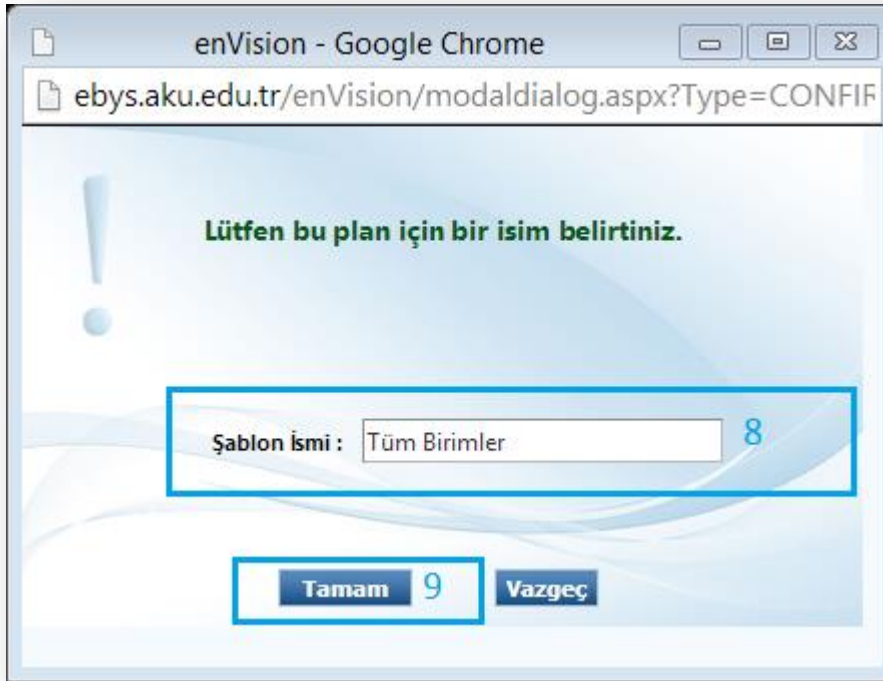 enVision - Google Chrome
ebys.aku.edu.tr/enVision/modaldialog.aspx?Type=CONFIR
Lütfen bu plan için bir isim belirtiniz.
Şablon İsmi : Tüm Birimler 8
Tamam 9 Vazgeç